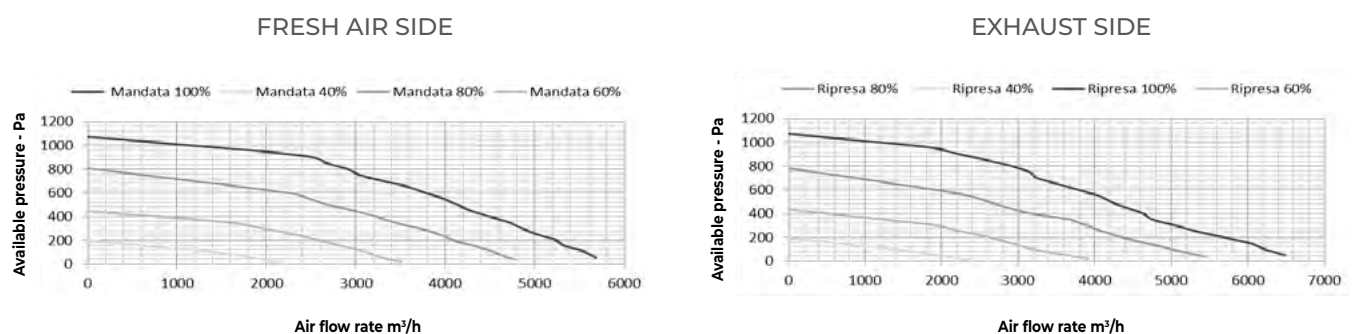 FRESH AIR SIDE
Mandata 100% Mandata 40% Mandata 80% Mandata 60%
Available pressure - Pa
1200
1000
800
600
400
200
0
0 1000 2000 3000 4000 5000 6000
Air flow rate m³/h
EXHAUST SIDE
Ripresa 80% Ripresa 40% Ripresa 100% Ripresa 60%
Available pressure - Pa
1200
1000
800
600
400
200
0
0 1000 2000 3000 4000 5000 6000 7000
Air flow rate m³/h